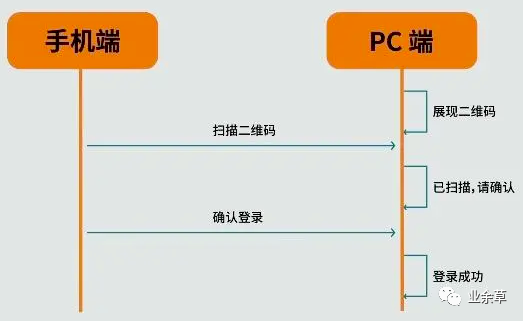 手机端
PC 端
展现二维码
扫描二维码
已扫描,请确认
确认登录
登录成功
业余草